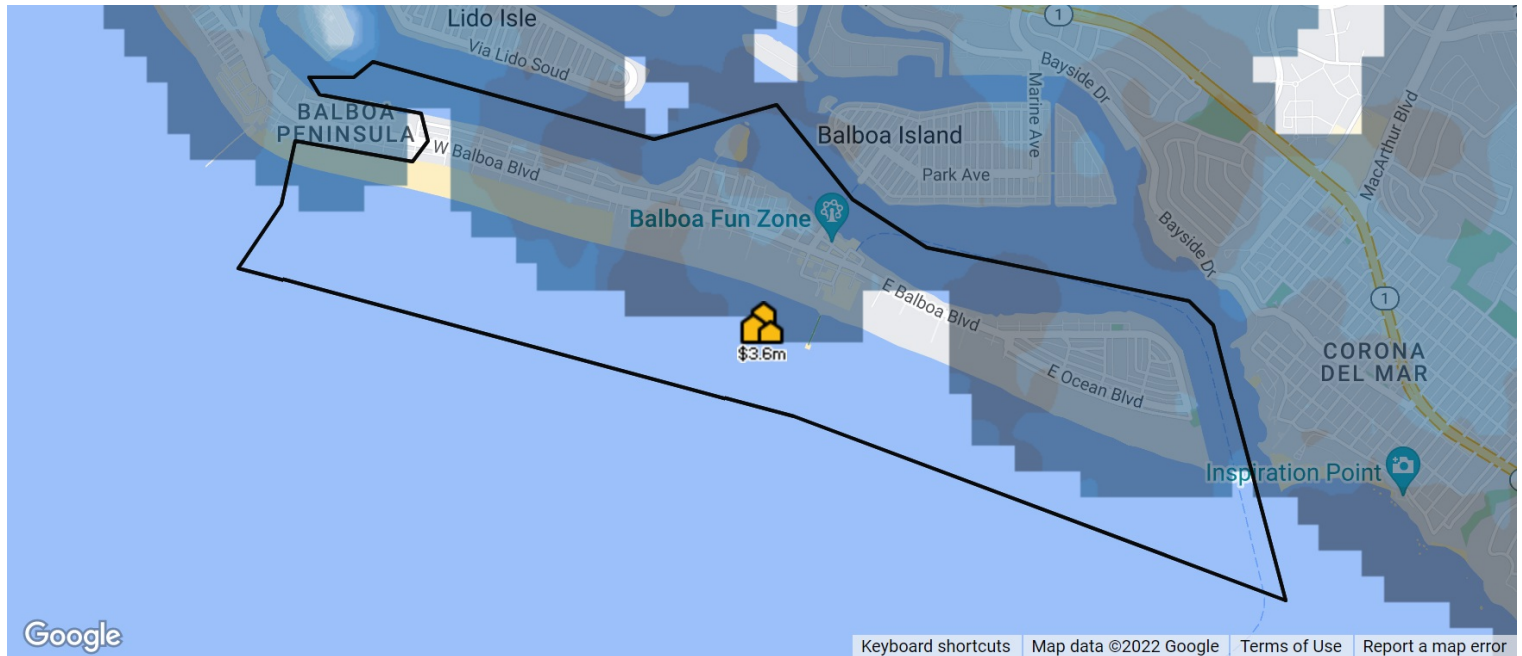 Lido Isle
1
Via Lido Soud
Bayside Dr
BALBOA
PENINSULA
Marine Ave
MacArthur Blvd
Balboa Island
W Balboa Blvd
Park Ave
Balboa Fun Zone
Bayside Dr
E Balboa Blvd
1
$3.6m
CORONA
DEL MAR
E Ocean Blvd
Inspiration Point
Google
Keyboard shortcuts
Map data ©2022 Google
Terms of Use
Report a map error